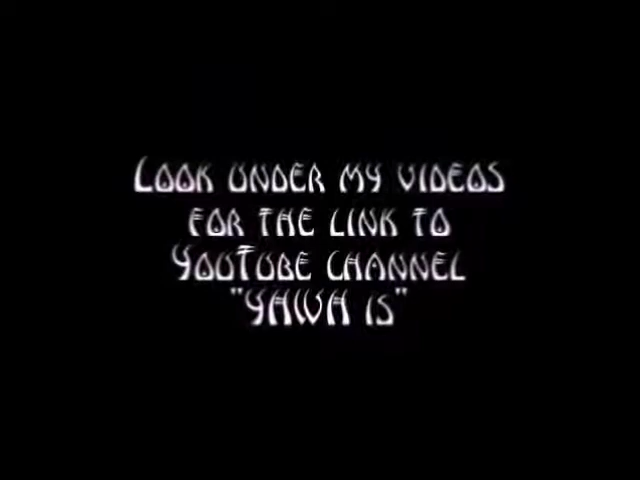 Look under my videos
for the link to
YouTube channel
"YHWH is"